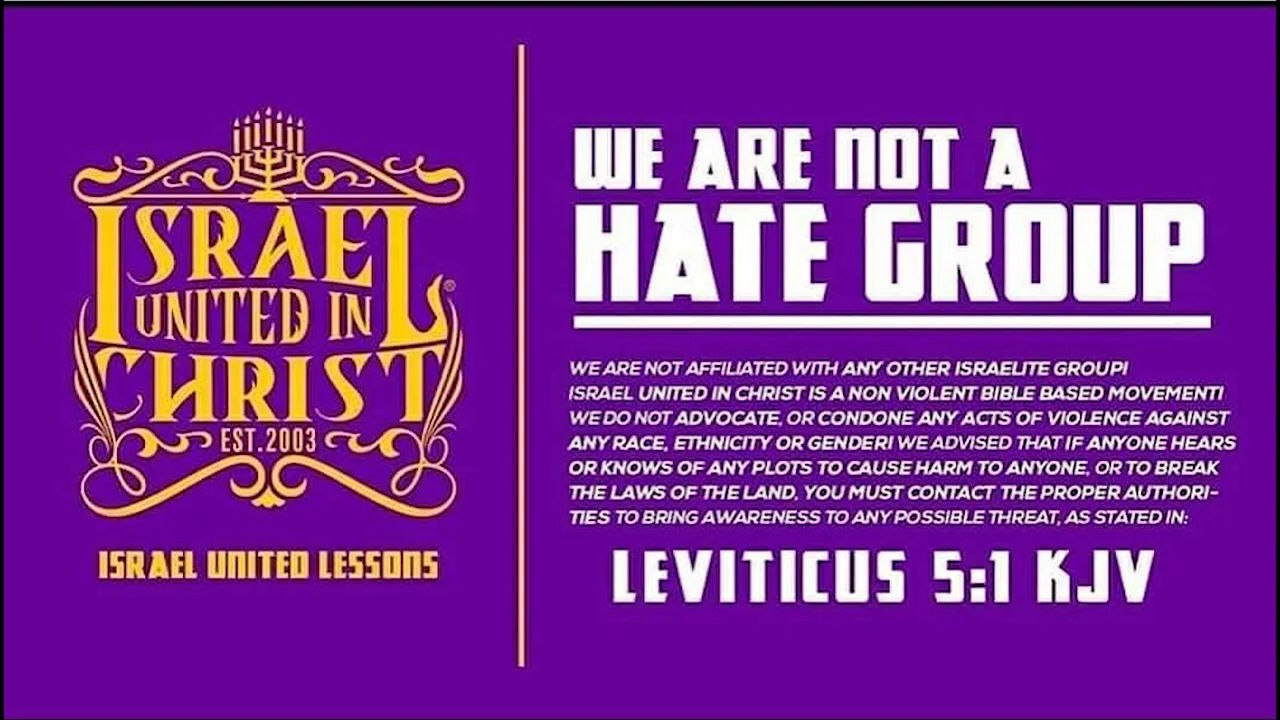 ISRAEL
UNITED IN
CHRIST
®
EST.2003
ISRAEL UNITED LESSONS
WE ARE NOT A
HATE GROUP
WE ARE NOT AFFILIATED WITH ANY OTHER ISRAELITE GROUP!
ISRAEL UNITED IN CHRIST IS A NON VIOLENT BIBLE BASED MOVEMENT!
WE DO NOT ADVOCATE, OR CONDONE ANY ACTS OF VIOLENCE AGAINST
ANY RACE, ETHNICITY OR GENDER! WE ADVISED THAT IF ANYONE HEARS
OR KNOWS OF ANY PLOTS TO CAUSE HARM TO ANYONE, OR TO BREAK
THE LAWS OF THE LAND, YOU MUST CONTACT THE PROPER AUTHORI-
TIES TO BRING AWARENESS TO ANY POSSIBLE THREAT, AS STATED IN:
LEVITICUS 5:1 KJV